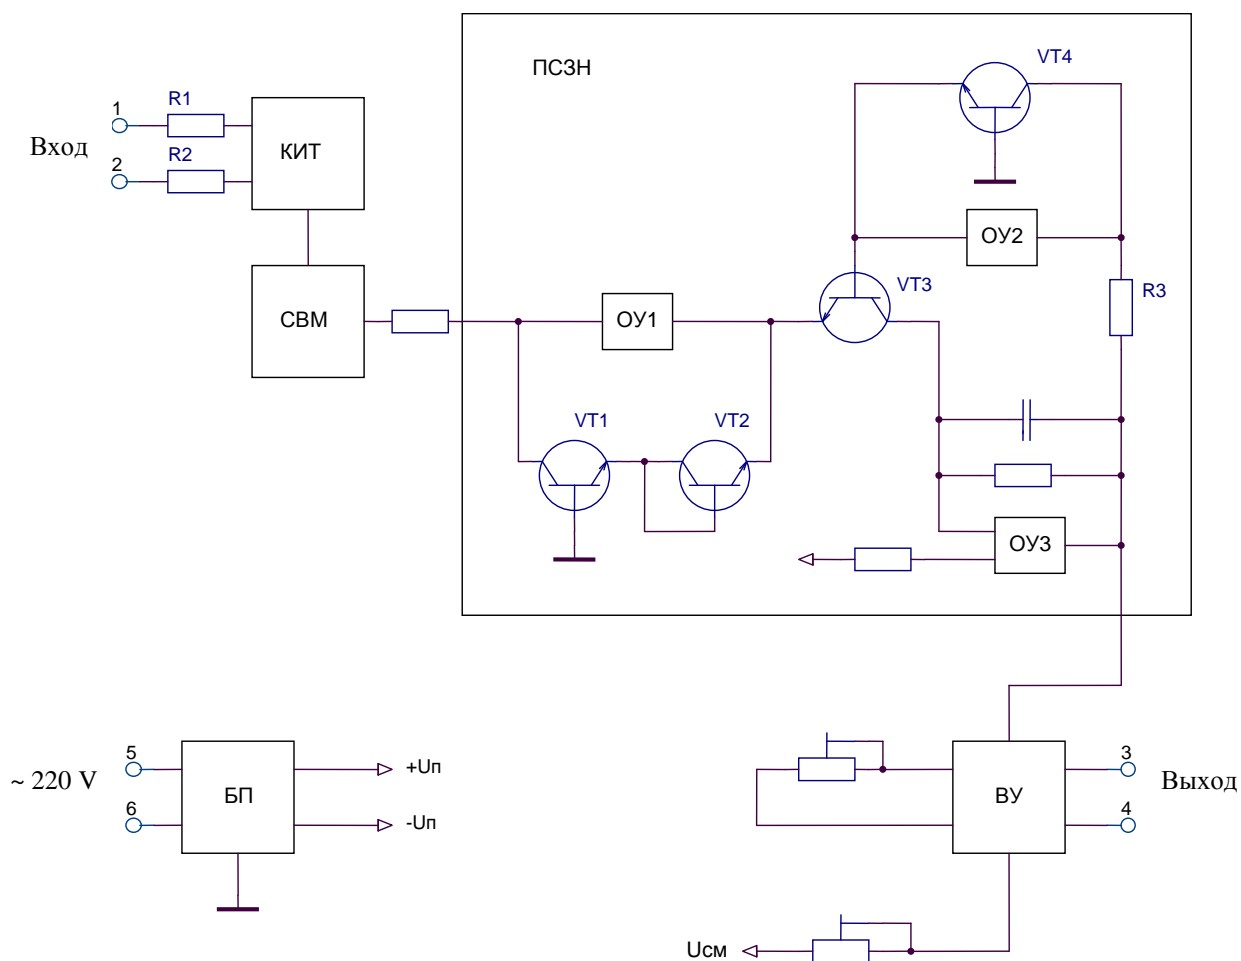 ПСЗН
VT4
R1
1
Вход
КИТ
R2
2
ОУ2
VT3
R3
СВМ
ОУ1
VT1
VT2
ОУ3
5
+Uп
3
~ 220 V
БП
ВУ
Выход
6
-Uп
4
Uсм